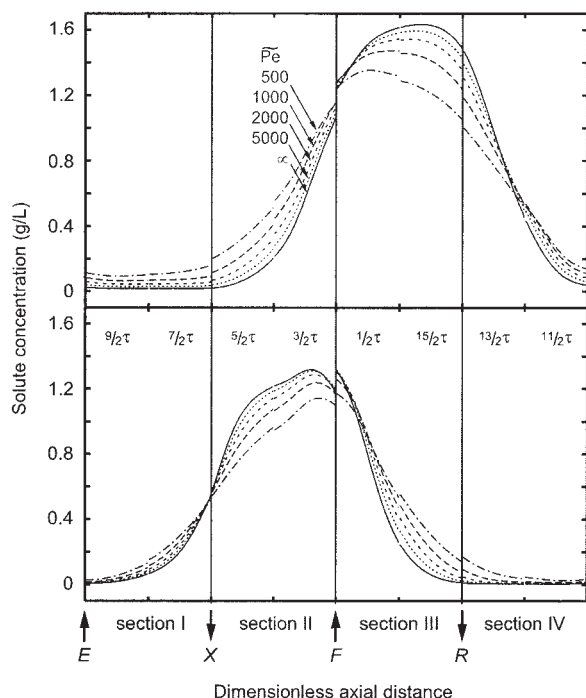 1.6
P̃e
500
1000
2000
5000
∝
1.2
0.8
0.4
0
Solute concentration (g/L)
1.6
9/2τ 7/2τ 5/2τ 3/2τ 1/2τ 15/2τ 13/2τ 11/2τ
1.2
0.8
0.4
0
section I section II section III section IV
E X F R
Dimensionless axial distance